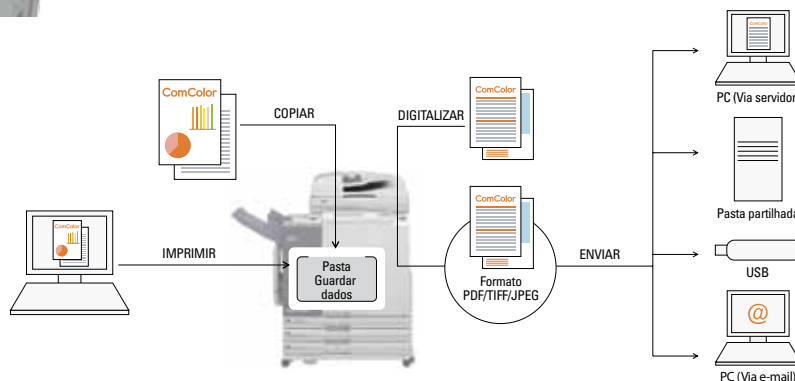 ComColor
COPIAR
ComColor
IMPRIMIR
Pasta
Guardar
dados
DIGITALIZAR
ComColor
ComColor
Formato
PDF/TIFF/JPEG
ENVIAR
PC (Via servidor
Pasta partilhada
USB
@
PC (Via e-mail)